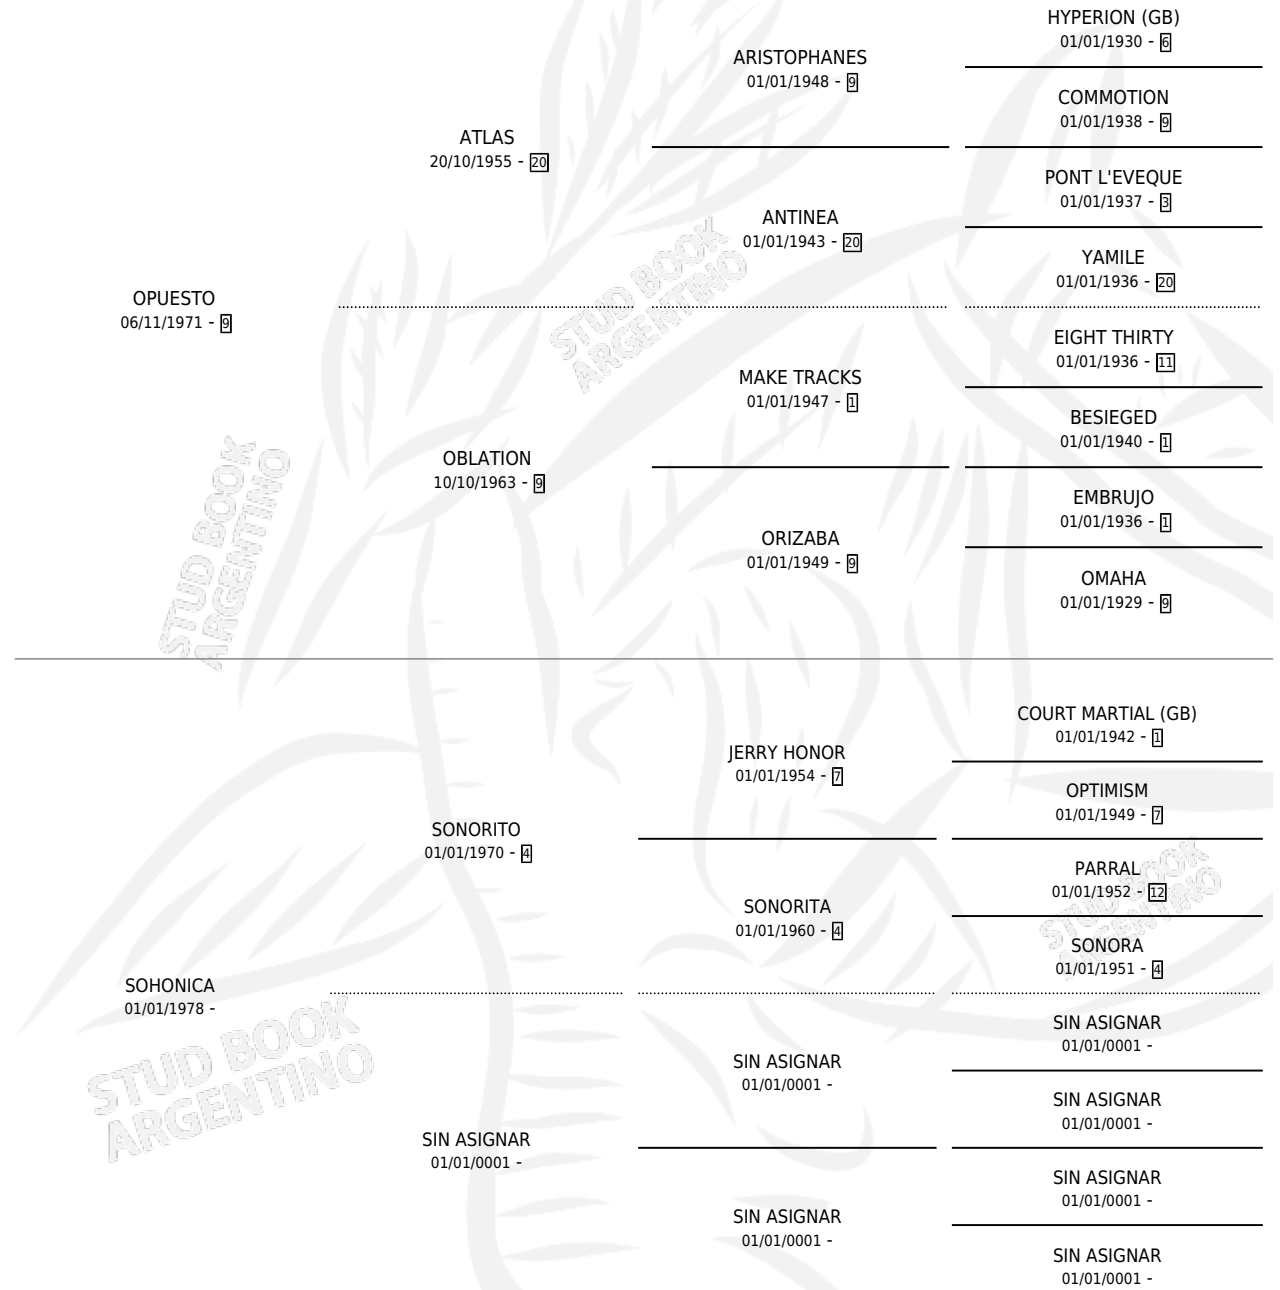 HYPERION (GB)
01/01/1930 - 6
ARISTOPHANES
01/01/1948 - 9
COMMOTION
01/01/1938 - 9
ATLAS
20/10/1955 - 20
PONT L'EVEQUE
01/01/1937 - 3
ANTINEA
01/01/1943 - 20
YAMILE
01/01/1936 - 20
OPUESTO
06/11/1971 - 9
EIGHT THIRTY
01/01/1936 - 11
MAKE TRACKS
01/01/1947 - 1
BESIEGED
01/01/1940 - 1
OBLATION
10/10/1963 - 9
EMBRUJO
01/01/1936 - 1
ORIZABA
01/01/1949 - 9
OMAHA
01/01/1929 - 9
STUD BOOK
ARGENTINO
STUD BOOK
ARGENTINO
COURT MARTIAL (GB)
01/01/1942 - 1
JERRY HONOR
01/01/1954 - 7
OPTIMISM
01/01/1949 - 7
SONORITO
01/01/1970 - 4
PARRAL
01/01/1952 - 12
SONORITA
01/01/1960 - 4
SONORA
01/01/1951 - 4
STUD BOOK
ARGENTINO
SOHONICA
01/01/1978 -
SIN ASIGNAR
01/01/0001 -
SIN ASIGNAR
01/01/0001 -
SIN ASIGNAR
01/01/0001 -
SIN ASIGNAR
01/01/0001 -
SIN ASIGNAR
01/01/0001 -
SIN ASIGNAR
01/01/0001 -
SIN ASIGNAR
01/01/0001 -
STUD BOOK
ARGENTINO